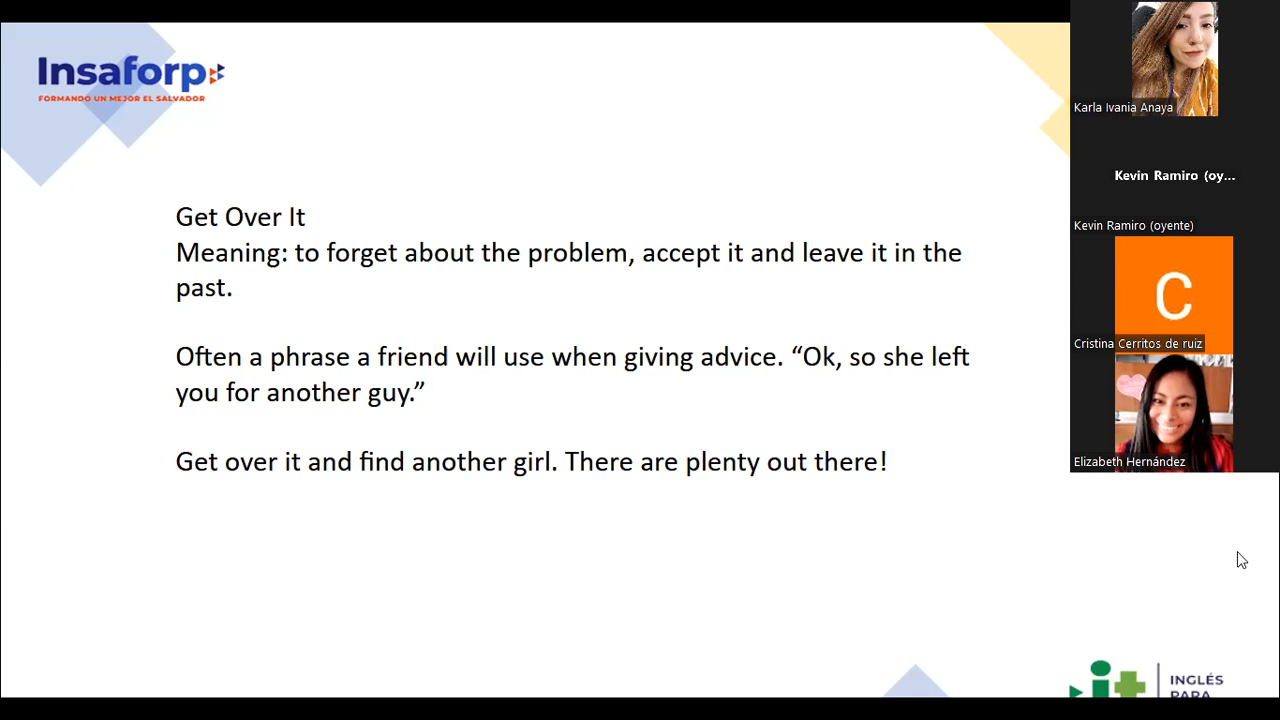 Insaforp
FORMANDO UN MEJOR EL SALVADOR
Get Over It
Meaning: to forget about the problem, accept it and leave it in the
past.
Often a phrase a friend will use when giving advice. “Ok, so she left
you for another guy.”
Get over it and find another girl. There are plenty out there!
Karla Ivania Anaya
Kevin Ramiro (oy...
Kevin Ramiro (oyente)
C
Cristina Cerritos de ruiz
Elizabeth Hernández
it
INGLÉS
PARA